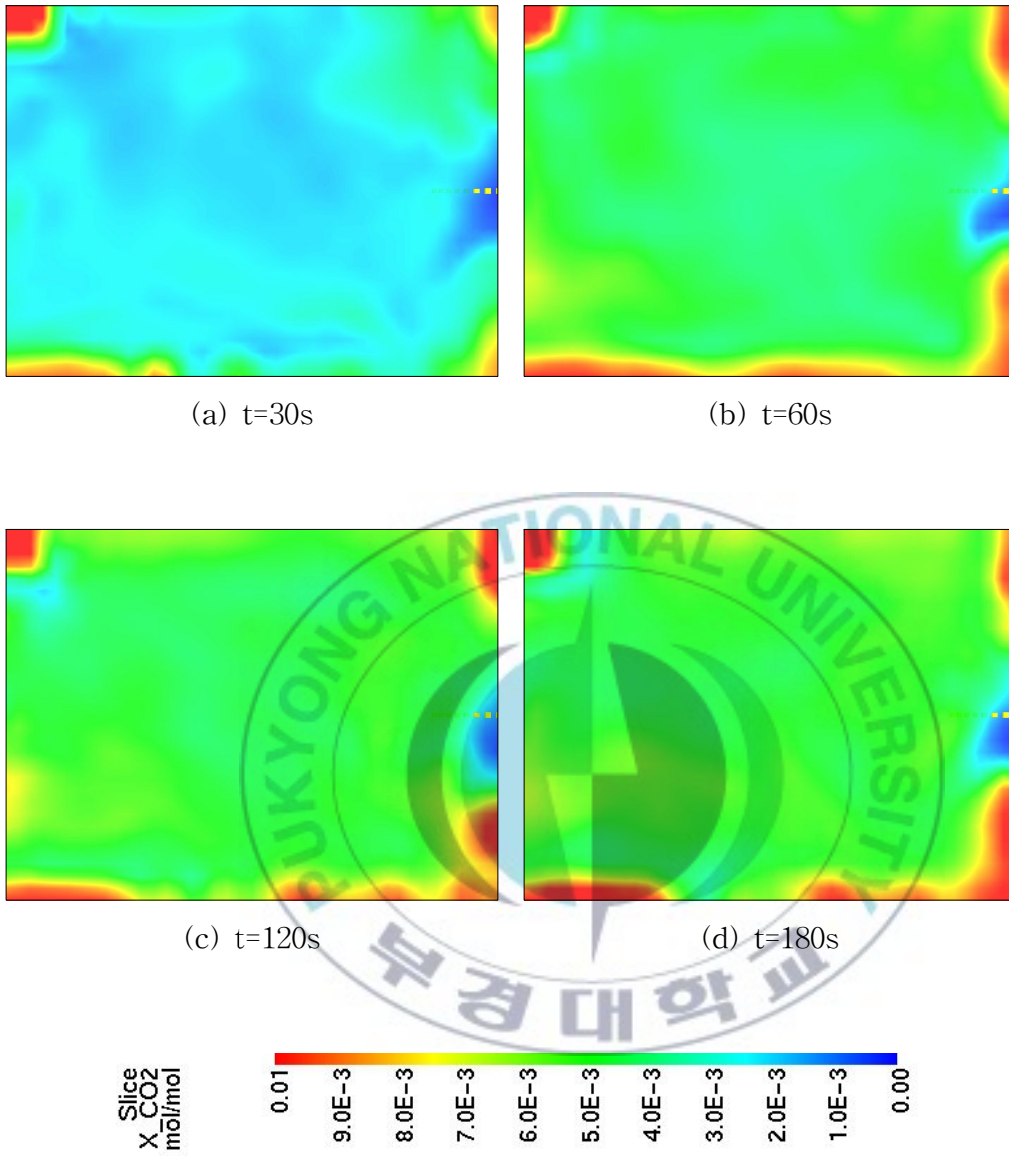 (a) t=30s
(b) t=60s
PUKYONG NATIONAL UNIVERSITY
(c) t=120s
(d) t=180s
부경대학교
Slice
X_CO2
mol/mol
0.01
9.0E-3
8.0E-3
7.0E-3
6.0E-3
5.0E-3
4.0E-3
3.0E-3
2.0E-3
1.0E-3
0.00